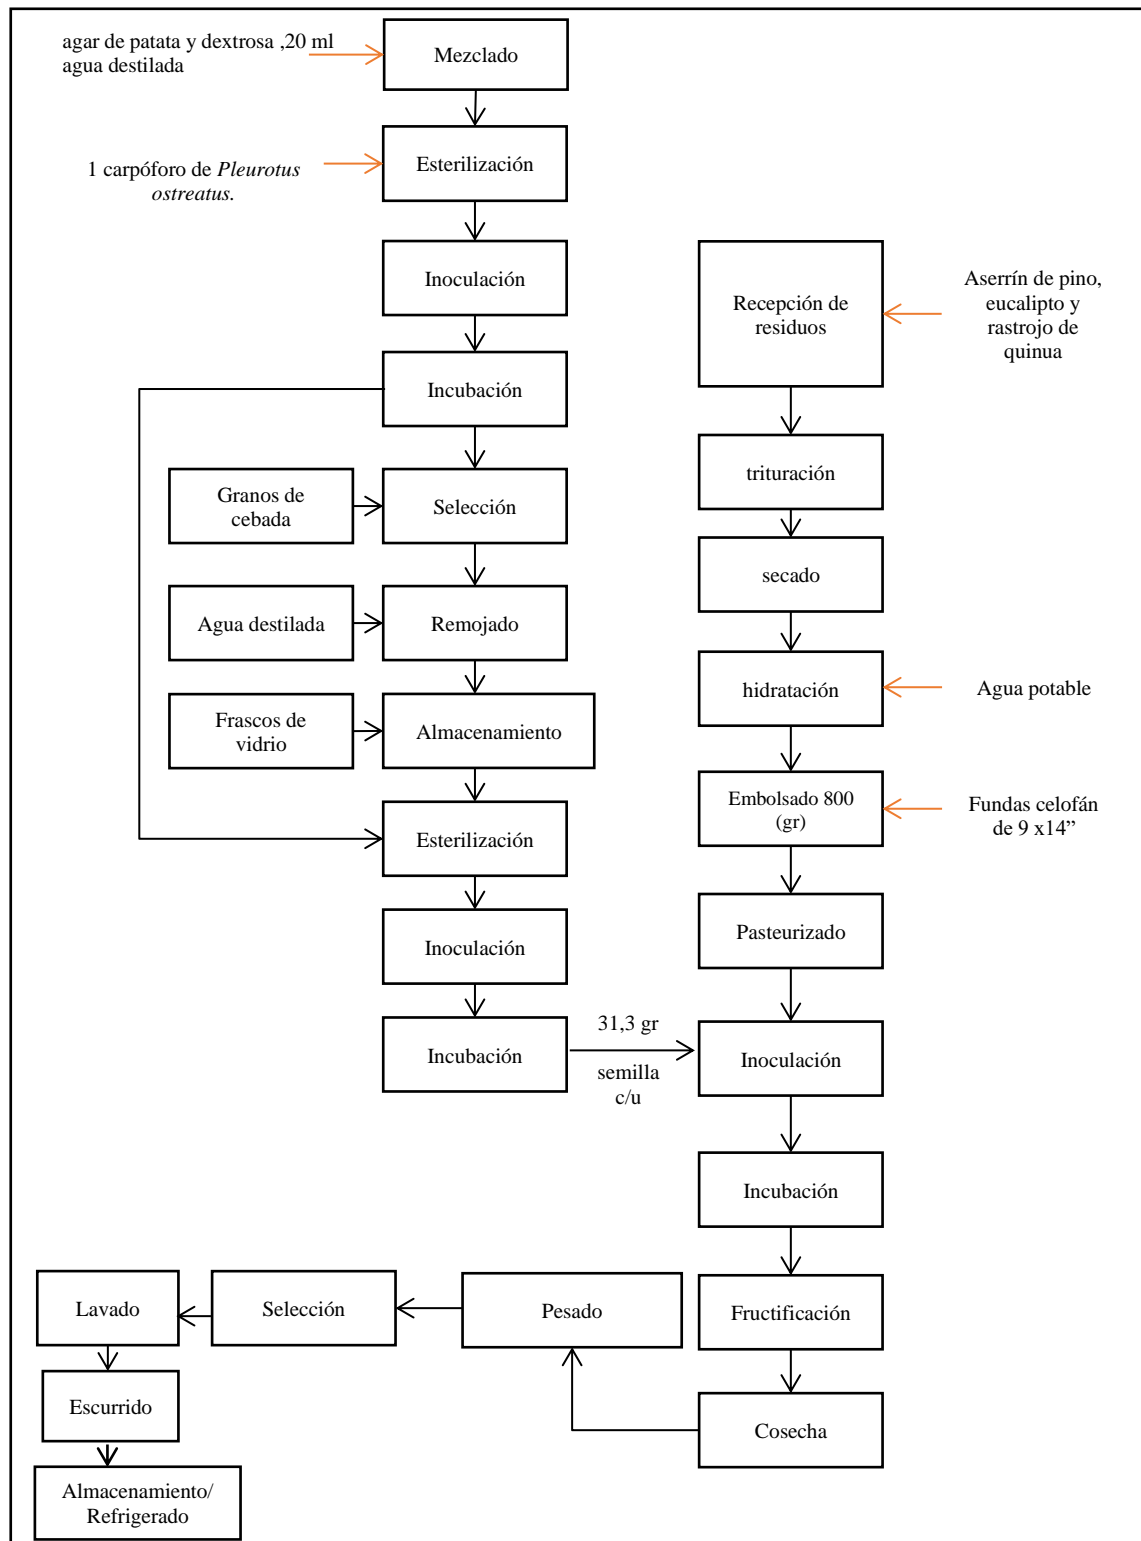 agar de patata y dextrosa ,20 ml
agua destilada
Mezclado
1 carpóforo de Pleurotus
ostreatus.
Esterilización
Inoculación
Incubación
Granos de
cebada
Selección
Agua destilada
Remojado
Frascos de
vidrio
Almacenamiento
Esterilización
Inoculación
Incubación
31,3 gr
semilla
c/u
Recepción de
residuos
Aserrín de pino,
eucalipto y
rastrojo de
quinua
trituración
secado
hidratación
Agua potable
Embolsado 800
(gr)
Fundas celofán
de 9 x14”
Pasteurizado
Inoculación
Incubación
Fructificación
Cosecha
Pesado
Selección
Lavado
Escurrido
Almacenamiento/
Refrigerado